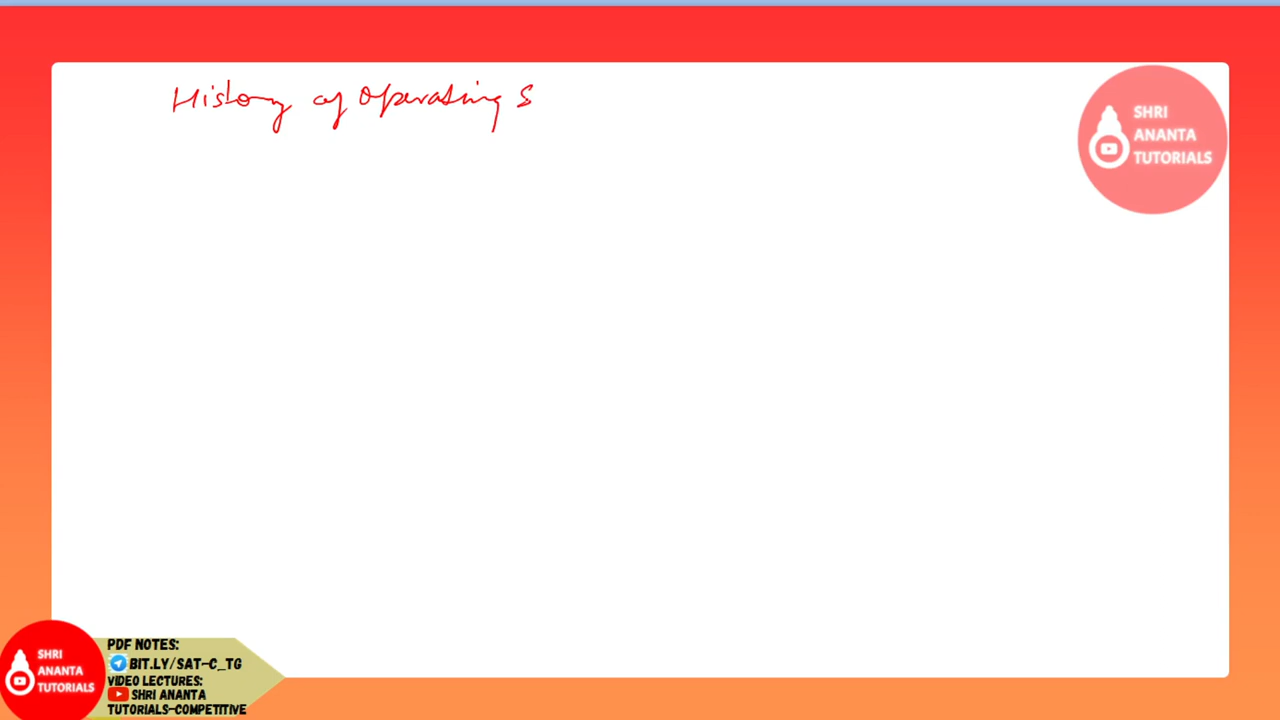 History of Operating S
SHRI
ANANTA
TUTORIALS
SHRI
ANANTA
TUTORIALS
PDF NOTES:
BIT.LY/SAT-C_TG
VIDEO LECTURES:
SHRI ANANTA
TUTORIALS-COMPETITIVE